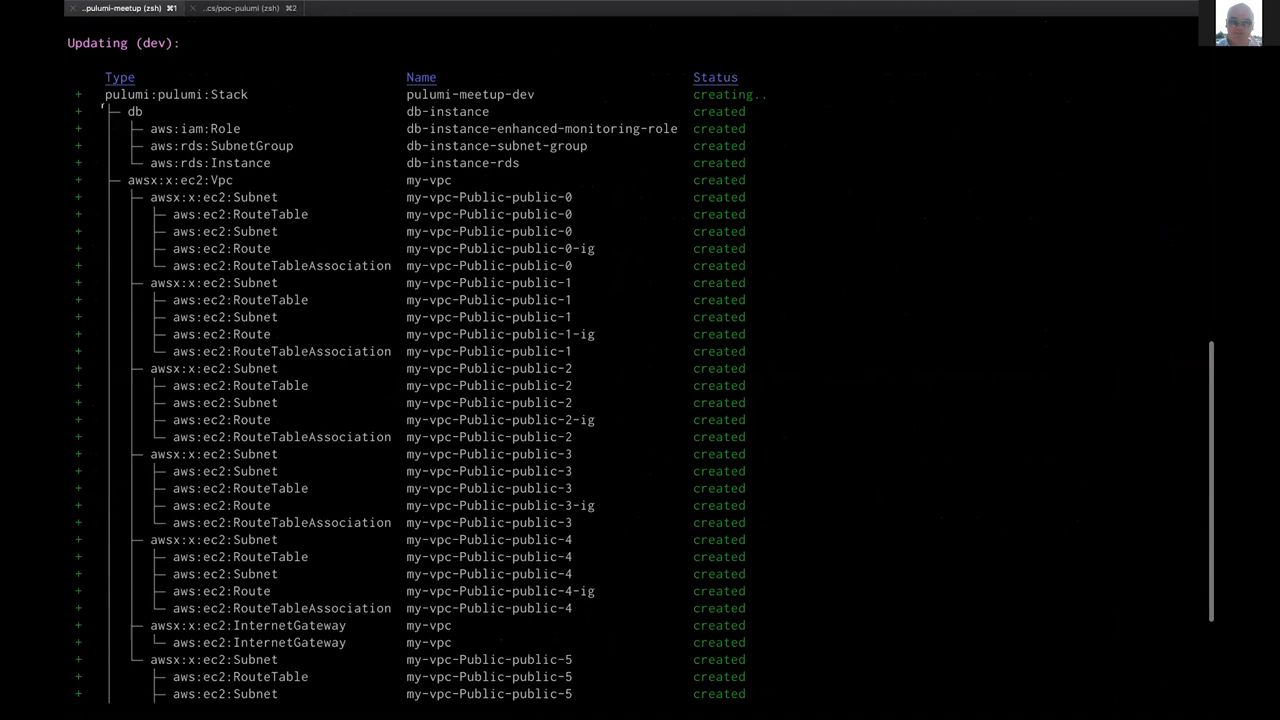 ..pulumi-meetup (zsh) ⌘1 ..cs/poc-pulumi (zsh) ⌘2
Updating (dev):
Type Name Status
+ pulumi:pulumi:Stack pulumi-meetup-dev creating..
+ db db-instance created
+ aws:iam:Role db-instance-enhanced-monitoring-role created
+ aws:rds:SubnetGroup db-instance-subnet-group created
+ aws:rds:Instance db-instance-rds created
+ awsx:x:ec2:Vpc my-vpc created
+ awsx:x:ec2:Subnet my-vpc-Public-public-0 created
+ aws:ec2:RouteTable my-vpc-Public-public-0 created
+ aws:ec2:Subnet my-vpc-Public-public-0 created
+ aws:ec2:Route my-vpc-Public-public-0-ig created
+ aws:ec2:RouteTableAssociation my-vpc-Public-public-0 created
+ awsx:x:ec2:Subnet my-vpc-Public-public-1 created
+ aws:ec2:RouteTable my-vpc-Public-public-1 created
+ aws:ec2:Subnet my-vpc-Public-public-1 created
+ aws:ec2:Route my-vpc-Public-public-1-ig created
+ aws:ec2:RouteTableAssociation my-vpc-Public-public-1 created
+ awsx:x:ec2:Subnet my-vpc-Public-public-2 created
+ aws:ec2:RouteTable my-vpc-Public-public-2 created
+ aws:ec2:Subnet my-vpc-Public-public-2 created
+ aws:ec2:Route my-vpc-Public-public-2-ig created
+ aws:ec2:RouteTableAssociation my-vpc-Public-public-2 created
+ awsx:x:ec2:Subnet my-vpc-Public-public-3 created
+ aws:ec2:Subnet my-vpc-Public-public-3 created
+ aws:ec2:RouteTable my-vpc-Public-public-3 created
+ aws:ec2:Route my-vpc-Public-public-3-ig created
+ aws:ec2:RouteTableAssociation my-vpc-Public-public-3 created
+ awsx:x:ec2:Subnet my-vpc-Public-public-4 created
+ aws:ec2:RouteTable my-vpc-Public-public-4 created
+ aws:ec2:Subnet my-vpc-Public-public-4 created
+ aws:ec2:Route my-vpc-Public-public-4-ig created
+ aws:ec2:RouteTableAssociation my-vpc-Public-public-4 created
+ awsx:x:ec2:InternetGateway my-vpc created
+ aws:ec2:InternetGateway my-vpc created
+ awsx:x:ec2:Subnet my-vpc-Public-public-5 created
+ aws:ec2:RouteTable my-vpc-Public-public-5 created
+ aws:ec2:Subnet my-vpc-Public-public-5 created